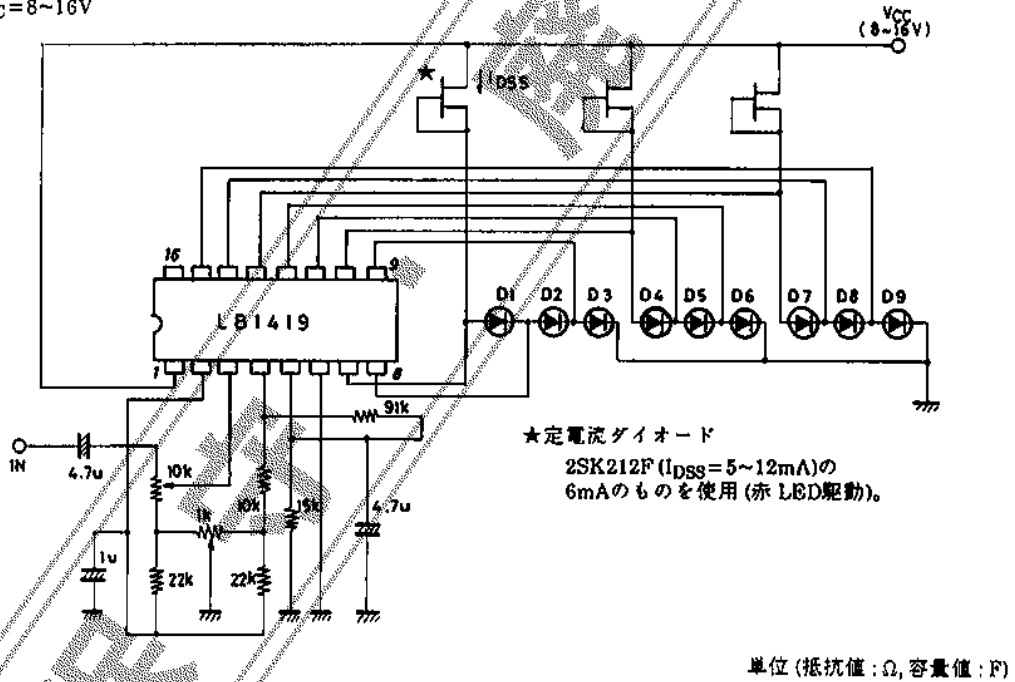 C=8~16V
VCC
(8~16V)
★
IDSS
16
9
LB1419
1
8
D1 D2 D3 D4 D5 D6 D7 D8 D9
91k
IN
4.7u
10k
1k
10k
15k
4.7u
1u
22k
22k
★定電流ダイオード
2SK212F(IDSS=5~12mA)の
6mAのものを使用(赤LED駆動)。
単位(抵抗値:Ω,容量値:F)